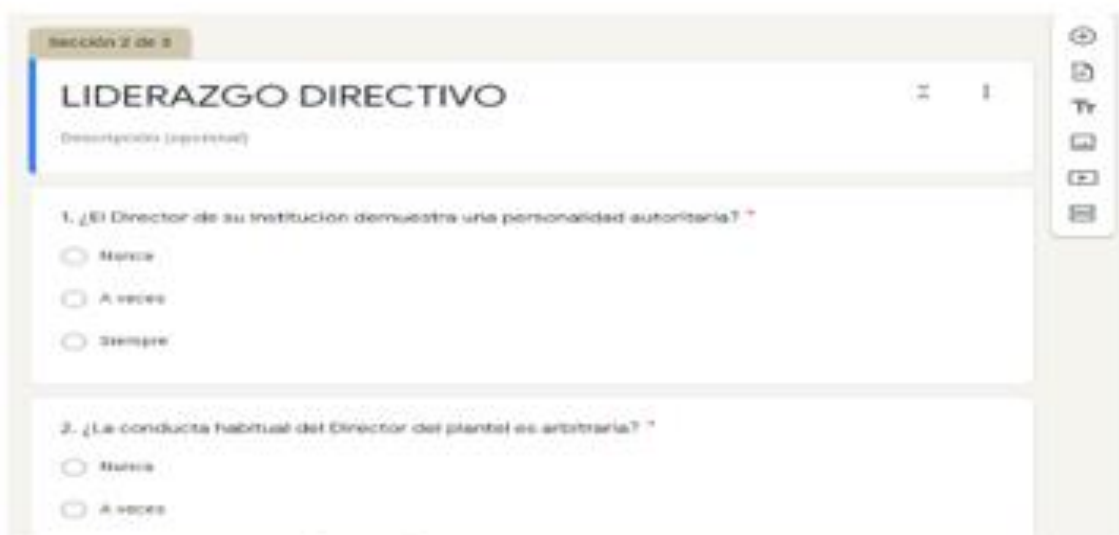 Sección 2 de 3
LIDERAZGO DIRECTIVO
Descripción (opcional)
1. ¿El Director de su Institución demuestra una personalidad autoritaria? *
Nunca
A veces
Siempre
2. ¿La conducta habitual del Director del plantel es arbitraria? *
Nunca
A veces